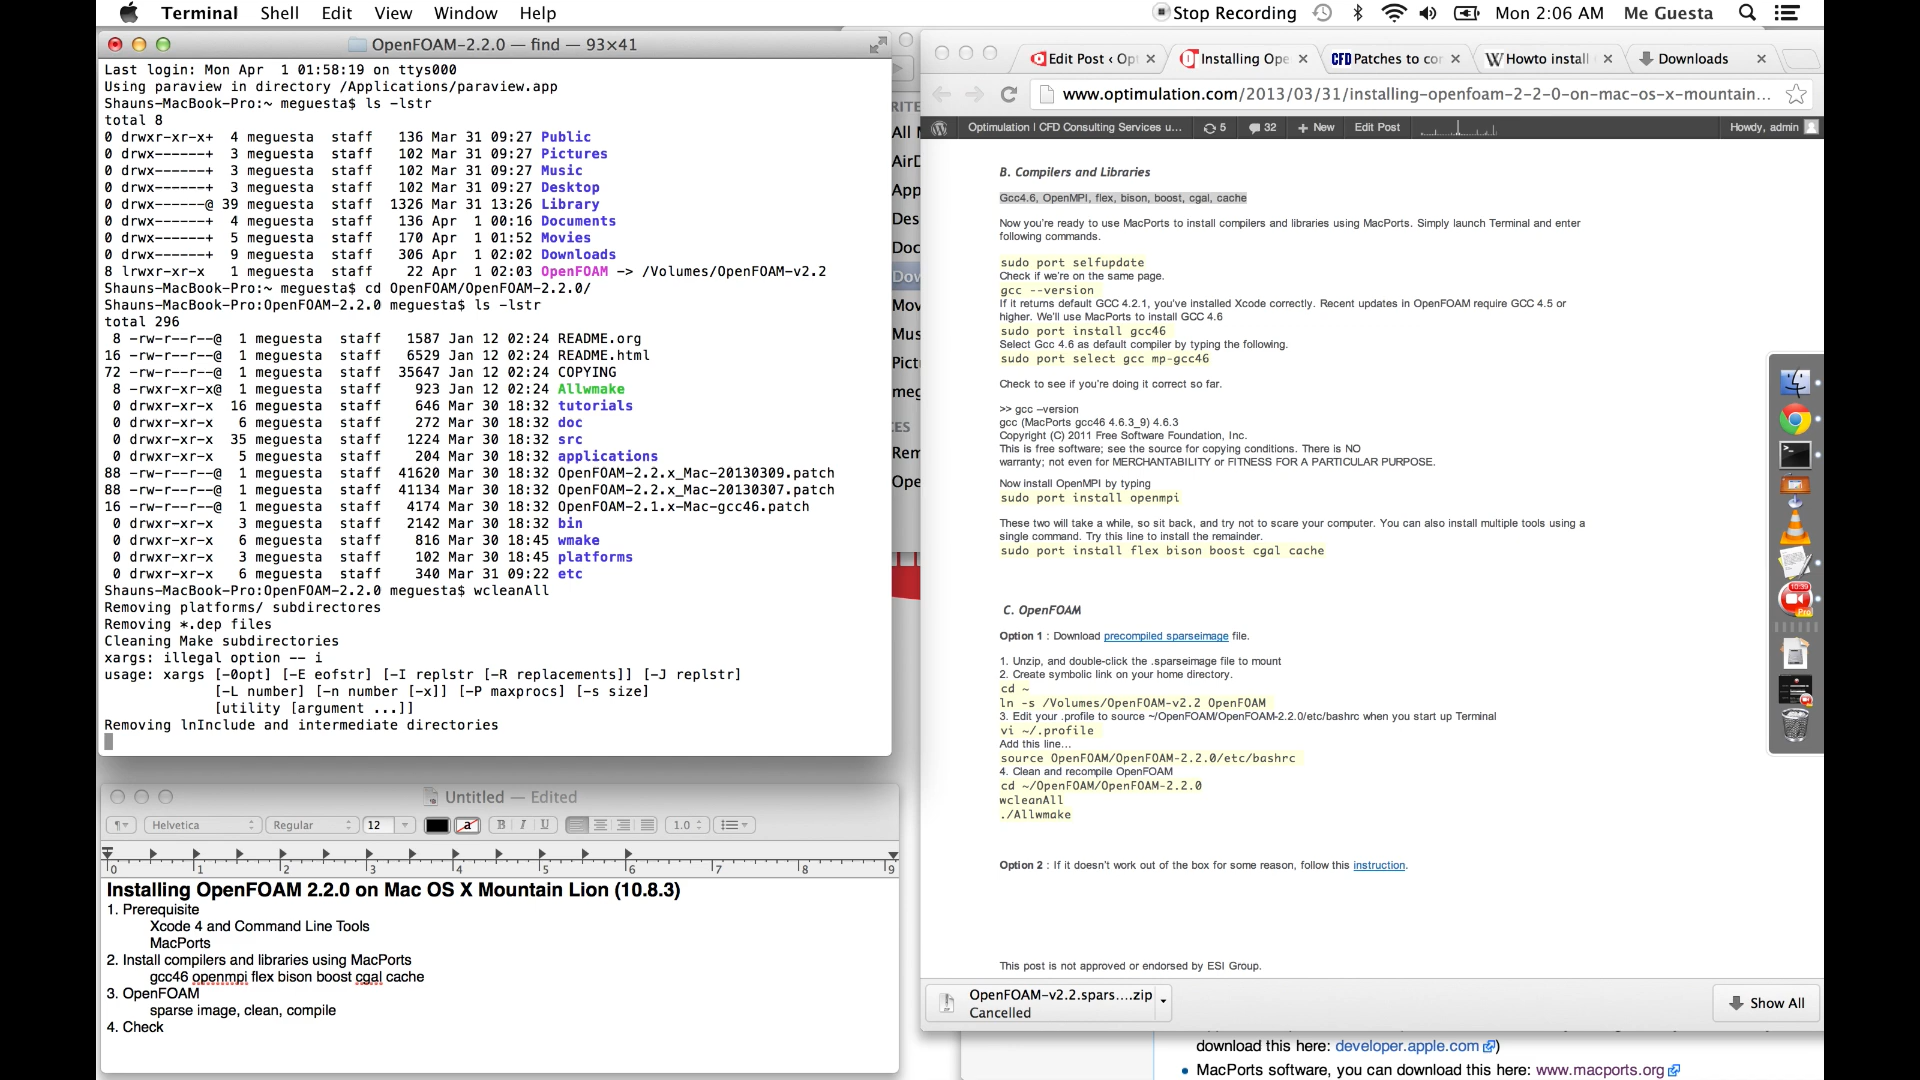 Terminal Shell Edit View Window Help
Stop Recording Mon 2:06 AM Me Guesta
OpenFOAM-2.2.0 — find — 93×41
Last login: Mon Apr  1 01:58:19 on ttys000
Using paraview in directory /Applications/paraview.app
Shauns-MacBook-Pro:~ meguesta$ ls -lstr
total 8
0 drwxr-xr-x+  4 meguesta  staff   136 Mar 31 09:27 Public
0 drwx------+  3 meguesta  staff   102 Mar 31 09:27 Pictures
0 drwx------+  3 meguesta  staff   102 Mar 31 09:27 Music
0 drwx------+  3 meguesta  staff   102 Mar 31 09:27 Desktop
0 drwx------@ 39 meguesta  staff  1326 Mar 31 13:26 Library
0 drwx------+  4 meguesta  staff   136 Apr  1 00:16 Documents
0 drwx------+  5 meguesta  staff   170 Apr  1 01:52 Movies
0 drwx------+  9 meguesta  staff   306 Apr  1 02:02 Downloads
8 lrwxr-xr-x   1 meguesta  staff    22 Apr  1 02:03 OpenFOAM -> /Volumes/OpenFOAM-v2.2
Shauns-MacBook-Pro:~ meguesta$ cd OpenFOAM/OpenFOAM-2.2.0/
Shauns-MacBook-Pro:OpenFOAM-2.2.0 meguesta$ ls -lstr
total 296
 8 -rw-r--r--@  1 meguesta  staff   1587 Jan 12 02:24 README.org
16 -rw-r--r--@  1 meguesta  staff   6529 Jan 12 02:24 README.html
72 -rw-r--r--@  1 meguesta  staff  35647 Jan 12 02:24 COPYING
 8 -rwxr-xr-x@  1 meguesta  staff    923 Jan 12 02:24 Allwmake
 0 drwxr-xr-x  16 meguesta  staff    646 Mar 30 18:32 tutorials
 0 drwxr-xr-x   6 meguesta  staff    272 Mar 30 18:32 doc
 0 drwxr-xr-x  35 meguesta  staff   1224 Mar 30 18:32 src
 0 drwxr-xr-x   5 meguesta  staff    204 Mar 30 18:32 applications
88 -rw-r--r--@  1 meguesta  staff  41620 Mar 30 18:32 OpenFOAM-2.2.x_Mac-20130309.patch
88 -rw-r--r--@  1 meguesta  staff  41134 Mar 30 18:32 OpenFOAM-2.2.x_Mac-20130307.patch
16 -rw-r--r--@  1 meguesta  staff   4174 Mar 30 18:32 OpenFOAM-2.1.x-Mac-gcc46.patch
 0 drwxr-xr-x   3 meguesta  staff   2142 Mar 30 18:32 bin
 0 drwxr-xr-x   6 meguesta  staff    816 Mar 30 18:45 wmake
 0 drwxr-xr-x   3 meguesta  staff    102 Mar 30 18:45 platforms
 0 drwxr-xr-x   6 meguesta  staff    340 Mar 31 09:22 etc
Shauns-MacBook-Pro:OpenFOAM-2.2.0 meguesta$ wcleanAll
Removing platforms/ subdirectores
Removing *.dep files
Cleaning Make subdirectories
xargs: illegal option -- i
usage: xargs [-0opt] [-E eofstr] [-I replstr [-R replacements]] [-J replstr]
             [-L number] [-n number [-x]] [-P maxprocs] [-s size]
             [utility [argument ...]]
Removing lnInclude and intermediate directories
Untitled — Edited
Helvetica Regular 12 a B I U 1.0
0 1 2 3 4 5 6 7 8 9
Installing OpenFOAM 2.2.0 on Mac OS X Mountain Lion (10.8.3)
1. Prerequisite
Xcode 4 and Command Line Tools
MacPorts
2. Install compilers and libraries using MacPorts
gcc46 openmpi flex bison boost cgal cache
3. OpenFOAM
sparse image, clean, compile
4. Check
Edit Post ‹ Op Installing Ope CFD Patches to cor W Howto install Downloads
www.optimulation.com/2013/03/31/installing-openfoam-2-2-0-on-mac-os-x-mountain...
Optimulation | CFD Consulting Services u... 5 32 + New Edit Post Howdy, admin
B. Compilers and Libraries
Gcc4.6, OpenMPI, flex, bison, boost, cgal, cache
Now you're ready to use MacPorts to install compilers and libraries using MacPorts. Simply launch Terminal and enter
following commands.
sudo port selfupdate
Check if we're on the same page.
gcc --version
If it returns default GCC 4.2.1, you've installed Xcode correctly. Recent updates in OpenFOAM require GCC 4.5 or
higher. We'll use MacPorts to install GCC 4.6
sudo port install gcc46
Select Gcc 4.6 as default compiler by typing the following.
sudo port select gcc mp-gcc46
Check to see if you're doing it correct so far.
>> gcc –version
gcc (MacPorts gcc46 4.6.3_9) 4.6.3
Copyright (C) 2011 Free Software Foundation, Inc.
This is free software; see the source for copying conditions. There is NO
warranty; not even for MERCHANTABILITY or FITNESS FOR A PARTICULAR PURPOSE.
Now install OpenMPI by typing
sudo port install openmpi
These two will take a while, so sit back, and try not to scare your computer. You can also install multiple tools using a
single command. Try this line to install the remainder.
sudo port install flex bison boost cgal cache
C. OpenFOAM
Option 1 : Download precompiled sparseimage file.
1. Unzip, and double-click the .sparseimage file to mount
2. Create symbolic link on your home directory.
cd ~
ln -s /Volumes/OpenFOAM-v2.2 OpenFOAM
3. Edit your .profile to source ~/OpenFOAM/OpenFOAM-2.2.0/etc/bashrc when you start up Terminal
vi ~/.profile
Add this line...
source OpenFOAM/OpenFOAM-2.2.0/etc/bashrc
4. Clean and recompile OpenFOAM
cd ~/OpenFOAM/OpenFOAM-2.2.0
wcleanAll
./Allwmake
Option 2 : If it doesn't work out of the box for some reason, follow this instruction.
This post is not approved or endorsed by ESI Group.
OpenFOAM-v2.2.spars....zip
Cancelled
Show All
download this here: developer.apple.com)
• MacPorts software, you can download this here: www.macports.org
10:39
Pro